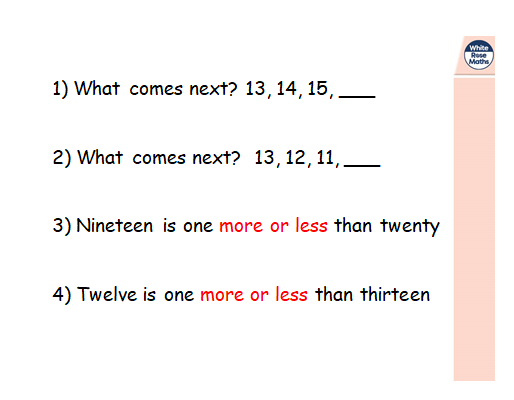 White
Rose
Maths
1) What comes next? 13, 14, 15, ___
2) What comes next? 13, 12, 11, ___
3) Nineteen is one more or less than twenty
4) Twelve is one more or less than thirteen